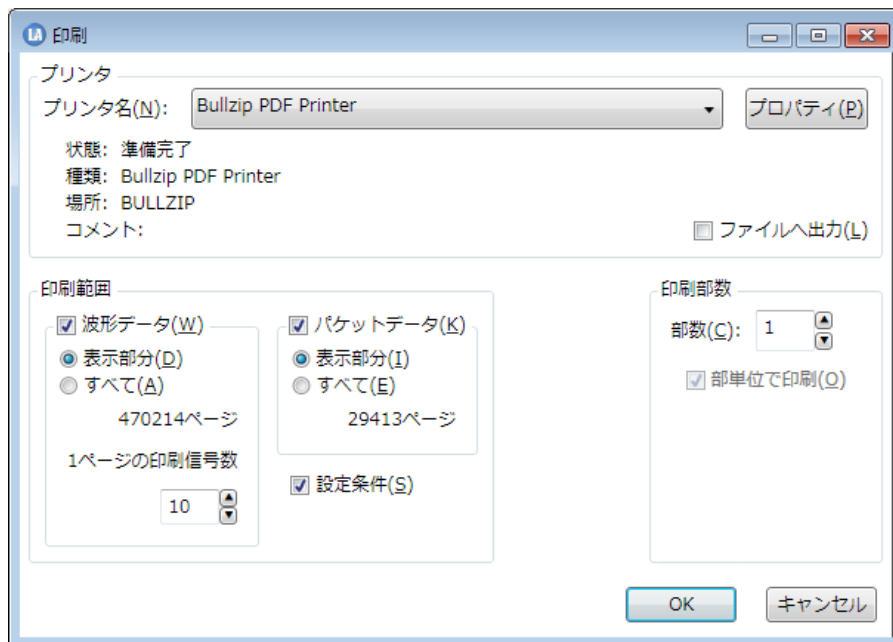 LA 印刷
プリンタ
プリンタ名(N): Bullzip PDF Printer プロパティ(P)
状態: 準備完了
種類: Bullzip PDF Printer
場所: BULLZIP
コメント: ファイルへ出力(L)
印刷範囲 印刷部数
波形データ(W) パケットデータ(K) 部数(C): 1
表示部分(D) 表示部分(I)
すべて(A) すべて(E) 部単位で印刷(O)
470214ページ 29413ページ
1ページの印刷信号数
設定条件(S)
10
OK キャンセル